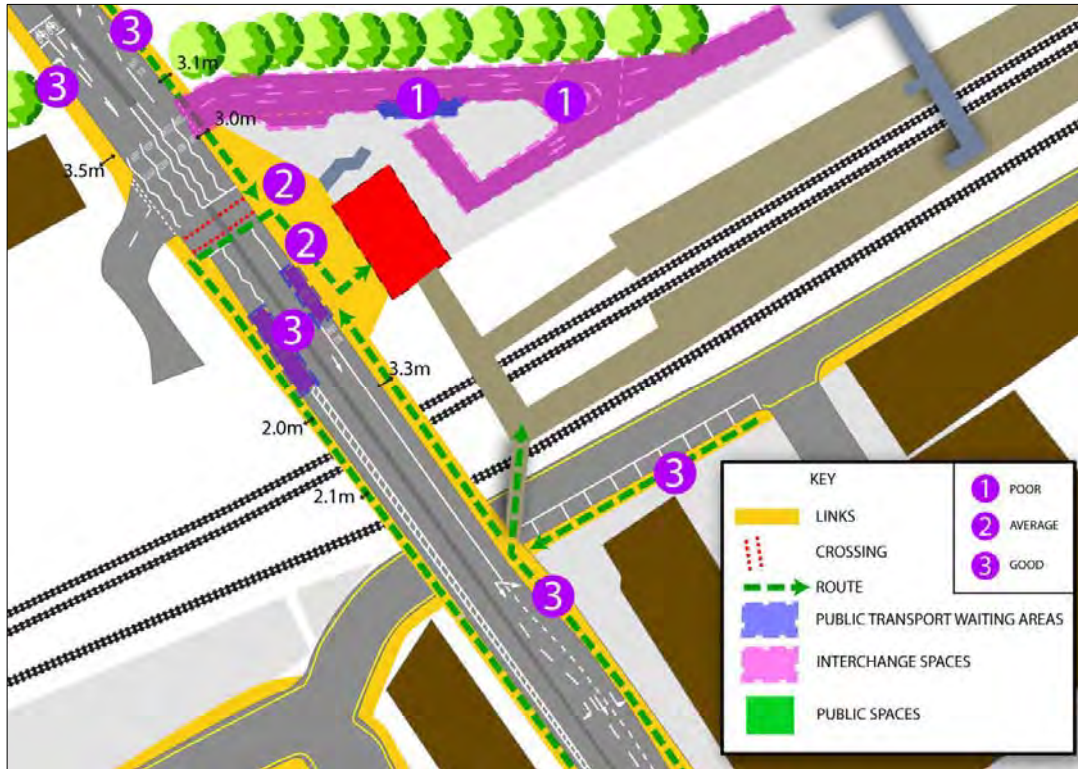 3
3.1m
3
1
1
3.0m
3.5m
2
2
3
3.3m
2.0m
3
2.1m
3
KEY
LINKS
CROSSING
ROUTE
PUBLIC TRANSPORT WAITING AREAS
INTERCHANGE SPACES
PUBLIC SPACES
1 POOR
2 AVERAGE
3 GOOD